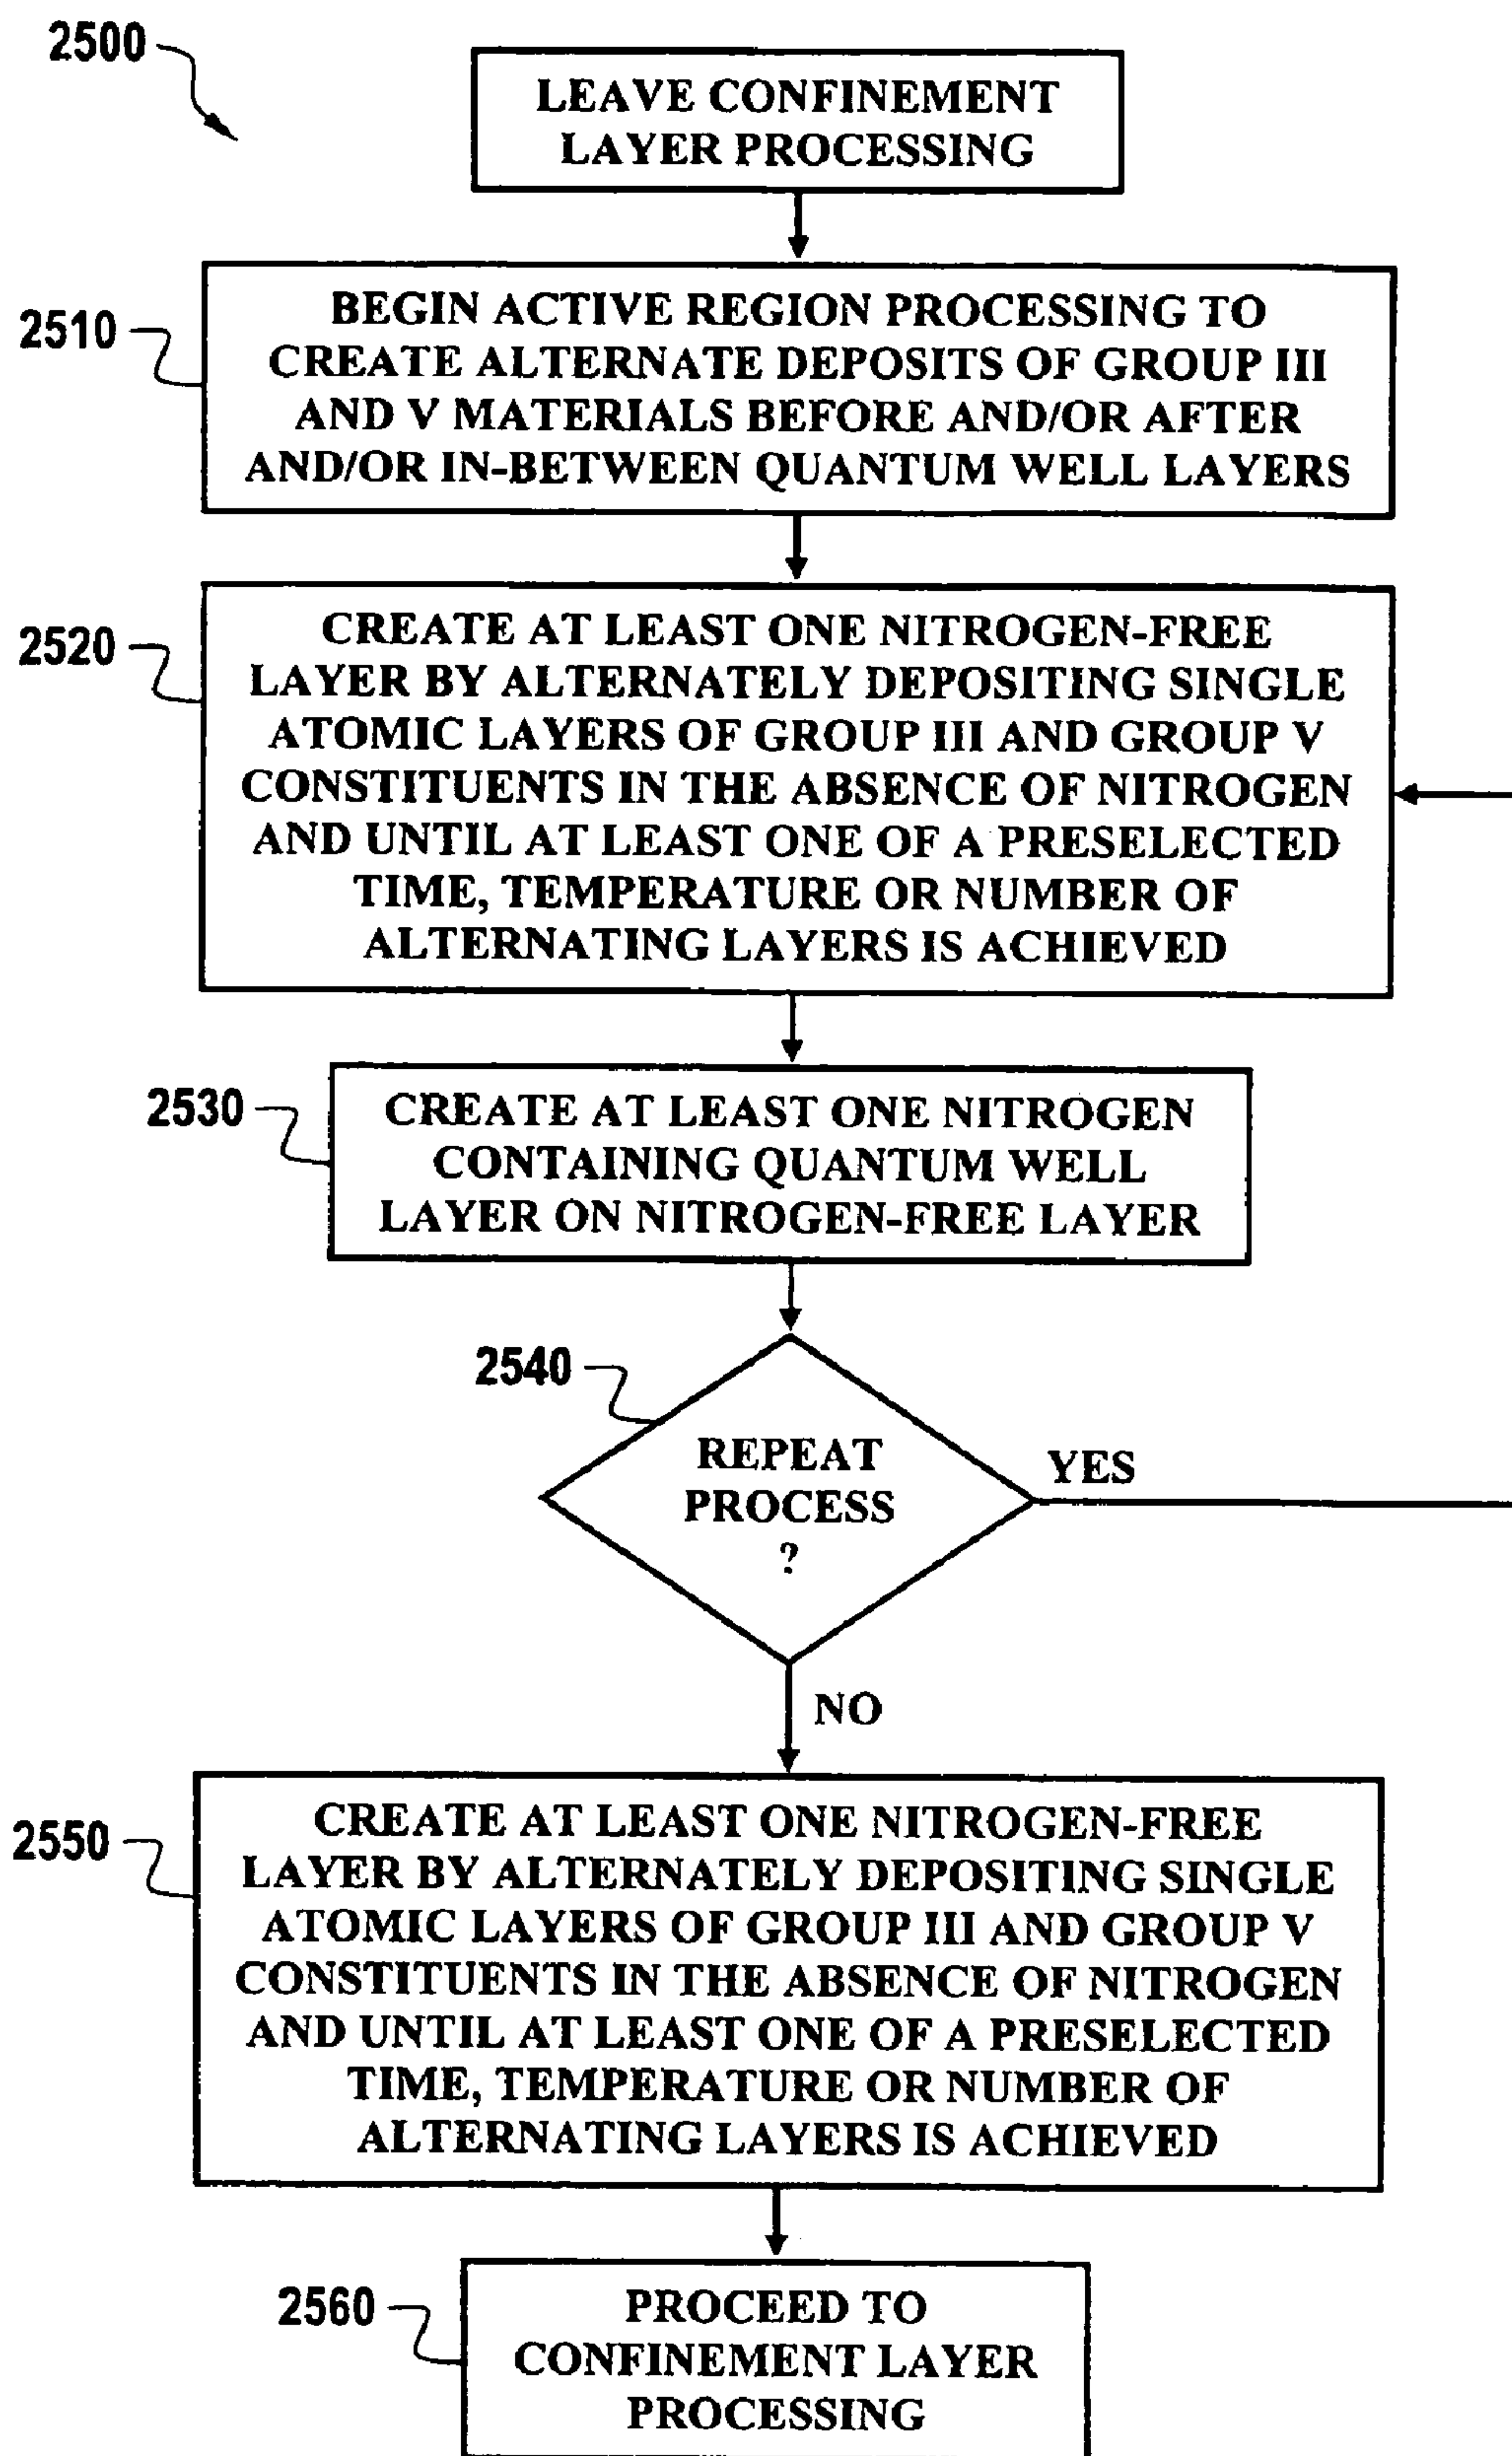 2500
LEAVE CONFINEMENT
LAYER PROCESSING
2510
BEGIN ACTIVE REGION PROCESSING TO
CREATE ALTERNATE DEPOSITS OF GROUP III
AND V MATERIALS BEFORE AND/OR AFTER
AND/OR IN-BETWEEN QUANTUM WELL LAYERS
2520
CREATE AT LEAST ONE NITROGEN-FREE
LAYER BY ALTERNATELY DEPOSITING SINGLE
ATOMIC LAYERS OF GROUP III AND GROUP V
CONSTITUENTS IN THE ABSENCE OF NITROGEN
AND UNTIL AT LEAST ONE OF A PRESELECTED
TIME, TEMPERATURE OR NUMBER OF
ALTERNATING LAYERS IS ACHIEVED
2530
CREATE AT LEAST ONE NITROGEN
CONTAINING QUANTUM WELL
LAYER ON NITROGEN-FREE LAYER
2540
REPEAT
PROCESS
?
YES
NO
2550
CREATE AT LEAST ONE NITROGEN-FREE
LAYER BY ALTERNATELY DEPOSITING SINGLE
ATOMIC LAYERS OF GROUP III AND GROUP V
CONSTITUENTS IN THE ABSENCE OF NITROGEN
AND UNTIL AT LEAST ONE OF A PRESELECTED
TIME, TEMPERATURE OR NUMBER OF
ALTERNATING LAYERS IS ACHIEVED
2560
PROCEED TO
CONFINEMENT LAYER
PROCESSING